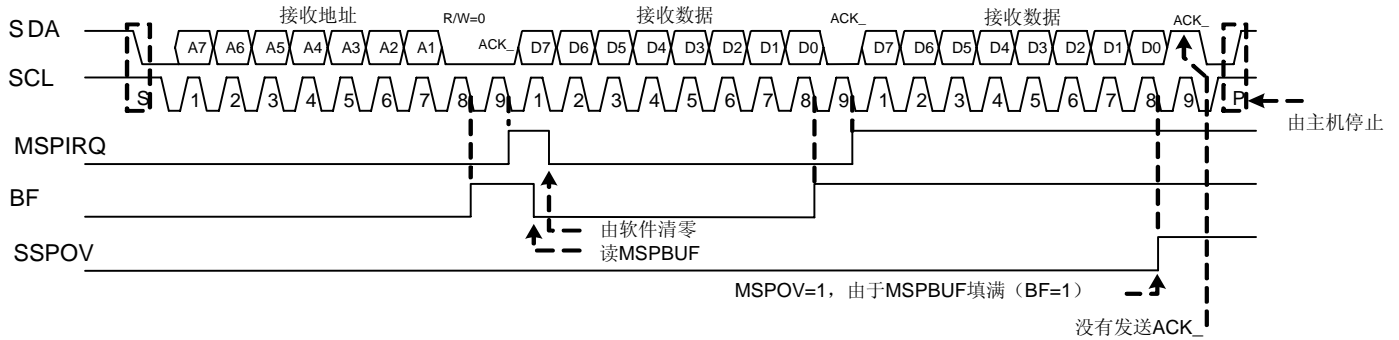 接收地址 R/W=0 接收数据 ACK_ 接收数据 ACK_
SDA A7 A6 A5 A4 A3 A2 A1 ACK_ D7 D6 D5 D4 D3 D2 D1 D0 D7 D6 D5 D4 D3 D2 D1 D0
SCL S 1 2 3 4 5 6 7 8 9 1 2 3 4 5 6 7 8 9 1 2 3 4 5 6 7 8 9 P
由主机停止
MSPIRQ
BF
由软件清零
读MSPBUF
SSPOV
MSPOV=1，由于MSPBUF填满（BF=1）
没有发送ACK_